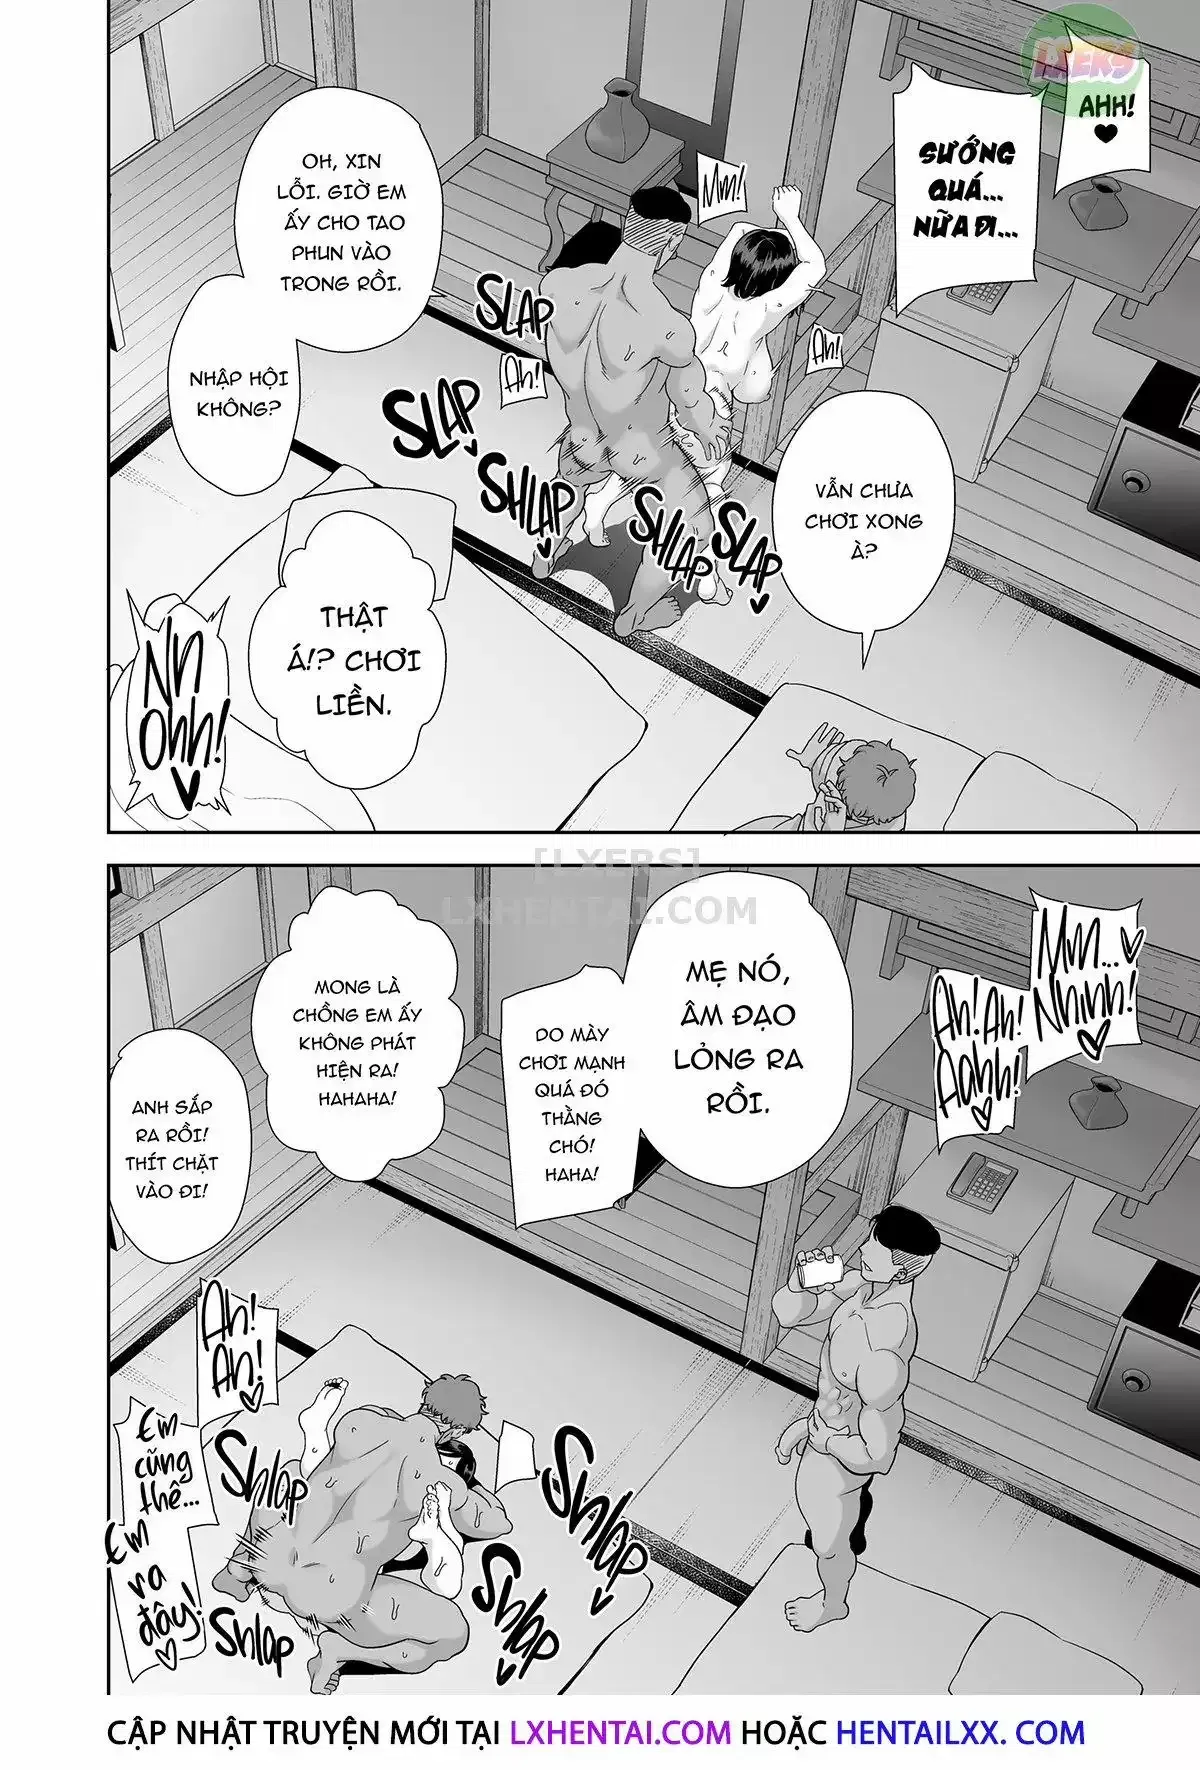 LXERS
AHH!
SƯỚNG
QUÁ...
NỮA ĐI...
Mm!
OH, XIN
LỖI. GIỜ EM
ẤY CHO TAO
PHUN VÀO
TRONG RỒI.
SLAP
Ah!
Ah!
NHẬP HỘI
KHÔNG?
SLAP
SHLAP
SHLAP
SLAP
VẪN CHƯA
CHƠI XONG
À?
THẬT
Á!? CHƠI
LIỀN.
Nn
Ohh!
[LXERS]
LXHENTAI.COM
Mm...
Nhinh!
Ah! Ah!
Aahh!
MẸ NÓ,
ÂM ĐẠO
LỎNG RA
RỒI.
DO MÀY
CHƠI MẠNH
QUÁ ĐÓ
THẰNG
CHÓ!
HAHA!
MONG LÀ
CHỒNG EM ẤY
KHÔNG PHÁT
HIỆN RA!
HAHAHA!
ANH SẮP
RA RỒI!
THÍT CHẶT
VÀO ĐI!
Ah!
Ah!
Em
cũng
thế...
Em
ra
đây!
Shlap
Shlap
Shlap
Shlap
CẬP NHẬT TRUYỆN MỚI TẠI LXHENTAI.COM HOẶC HENTAILXX. COM